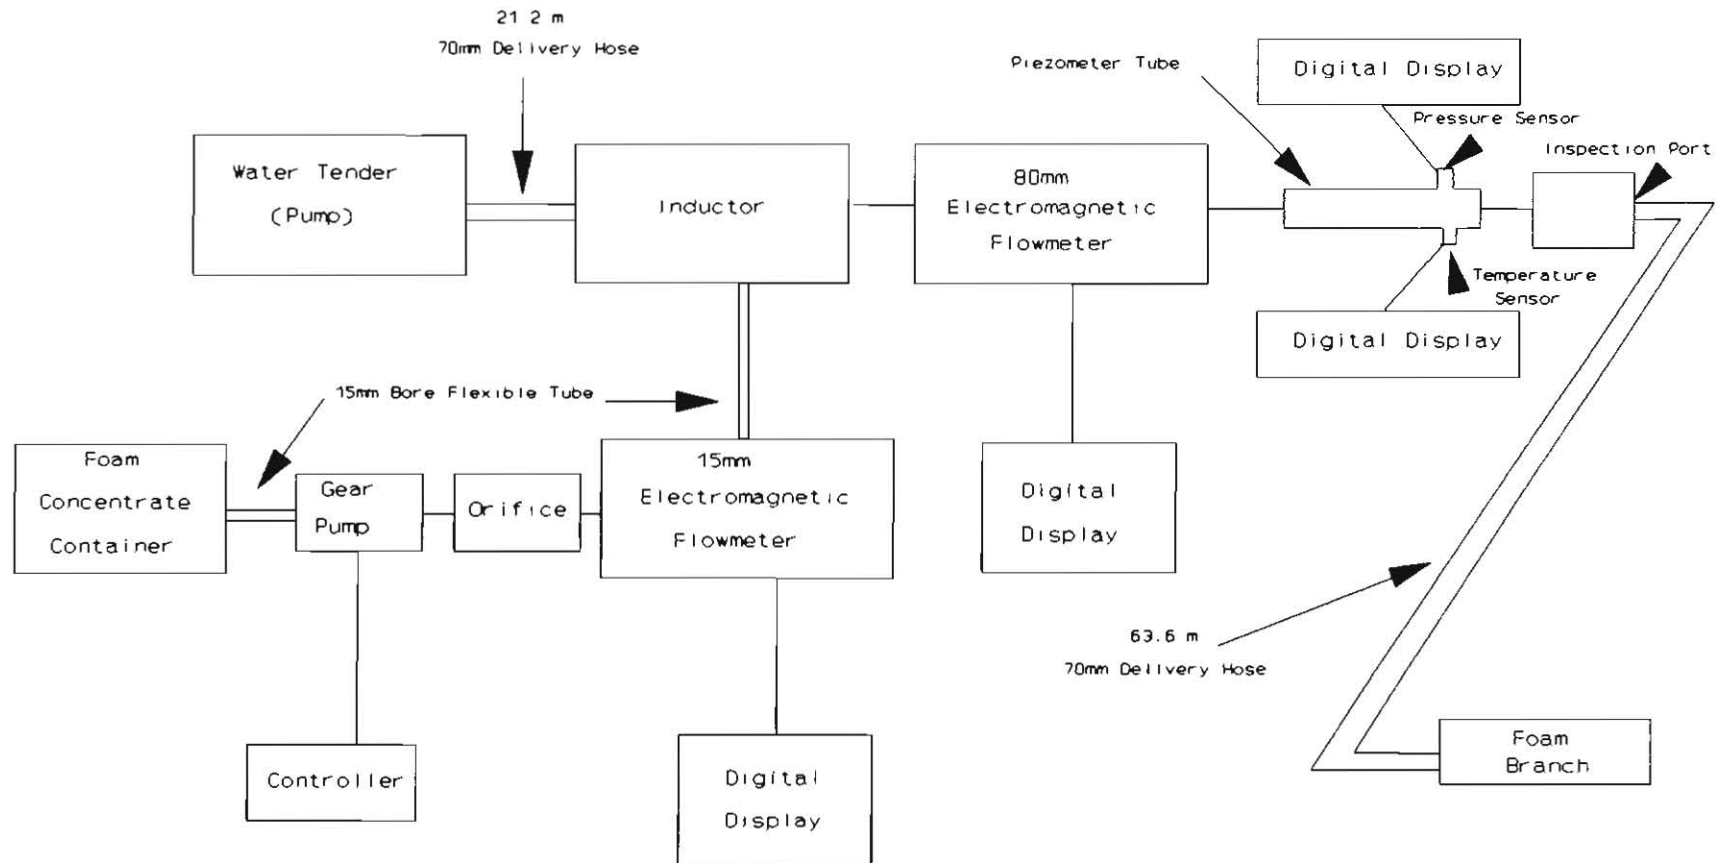 21 2 m
70mm Delivery Hose
Piezometer Tube
Digital Display
Pressure Sensor
Inspection Port
Water Tender
(Pump)
Inductor
80mm
Electromagnetic
Flowmeter
Temperature
Sensor
Digital Display
15mm Bore Flexible Tube
Foam
Concentrate
Container
Gear
Pump
Orifice
15mm
Electromagnetic
Flowmeter
Digital
Display
63.6 m
70mm Delivery Hose
Controller
Digital
Display
Foam
Branch